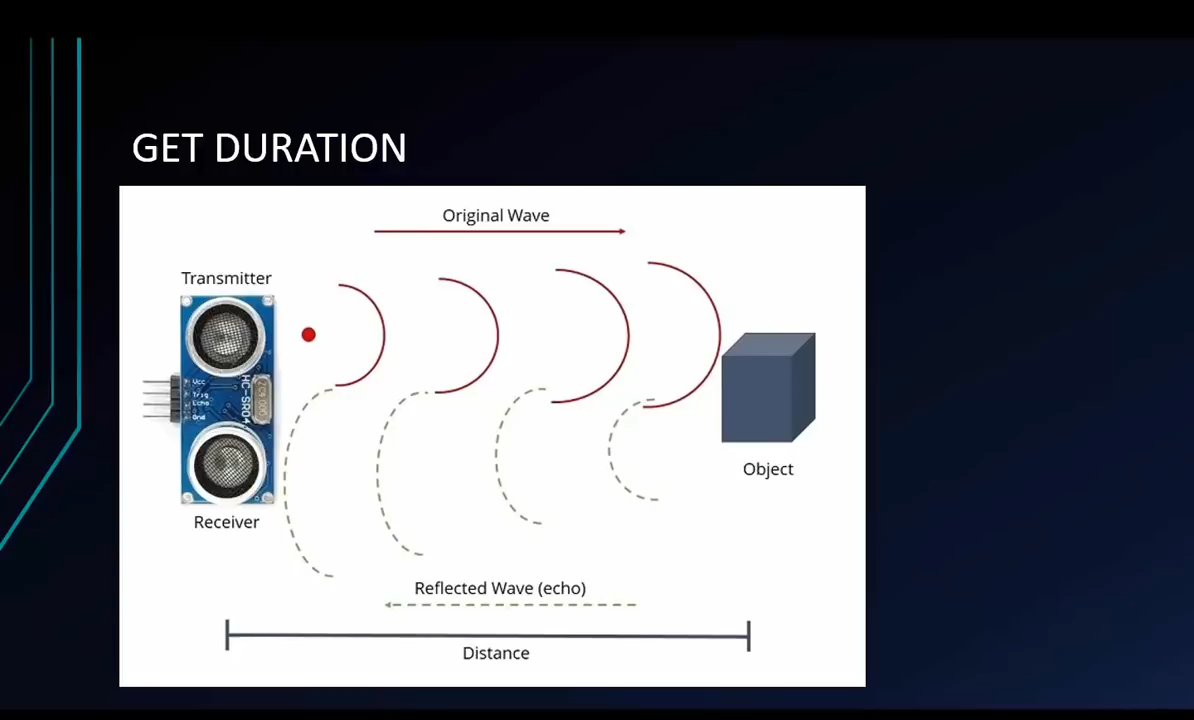 GET DURATION
Original Wave
Transmitter
Vcc
Trig
Echo
Gnd
HC-SR04
Object
Receiver
Reflected Wave (echo)
Distance